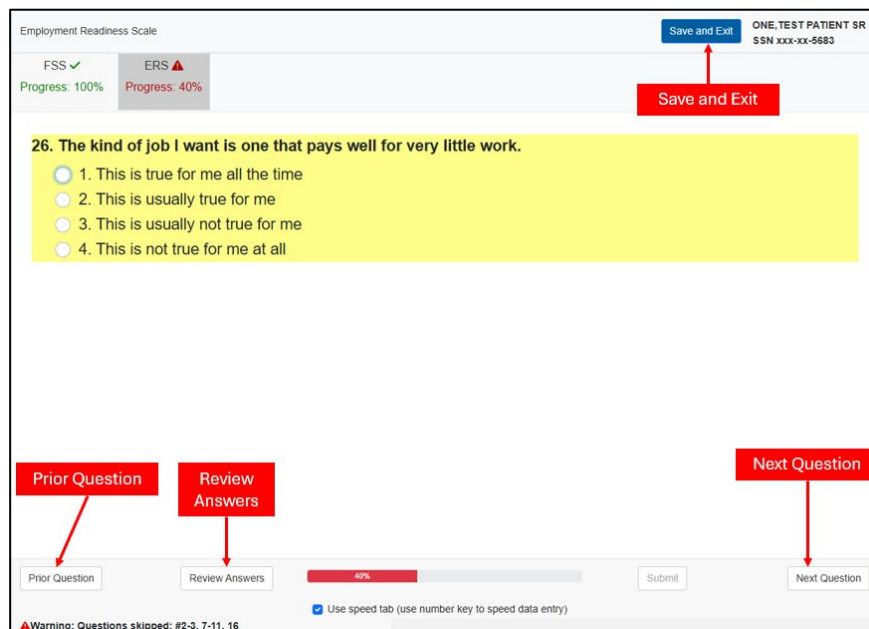 Employment Readiness Scale
Save and Exit
ONE,TEST PATIENT SR
SSN xxx-xx-5683
FSS
Progress: 100%
ERS
Progress: 40%
Save and Exit
26. The kind of job I want is one that pays well for very little work.
1. This is true for me all the time
2. This is usually true for me
3. This is usually not true for me
4. This is not true for me at all
Prior Question
Review
Answers
Next Question
Prior Question
Review Answers
40%
Submit
Next Question
Use speed tab (use number key to speed data entry)
Warning: Questions skipped: #2-3, 7-11, 16